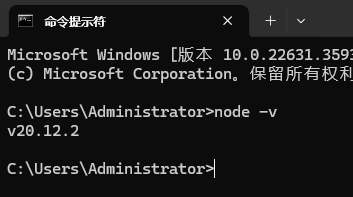 命令提示符
Microsoft Windows [版本 10.0.22631.3593
(c) Microsoft Corporation。保留所有权利
C:\Users\Administrator>node -v
v20.12.2
C:\Users\Administrator>